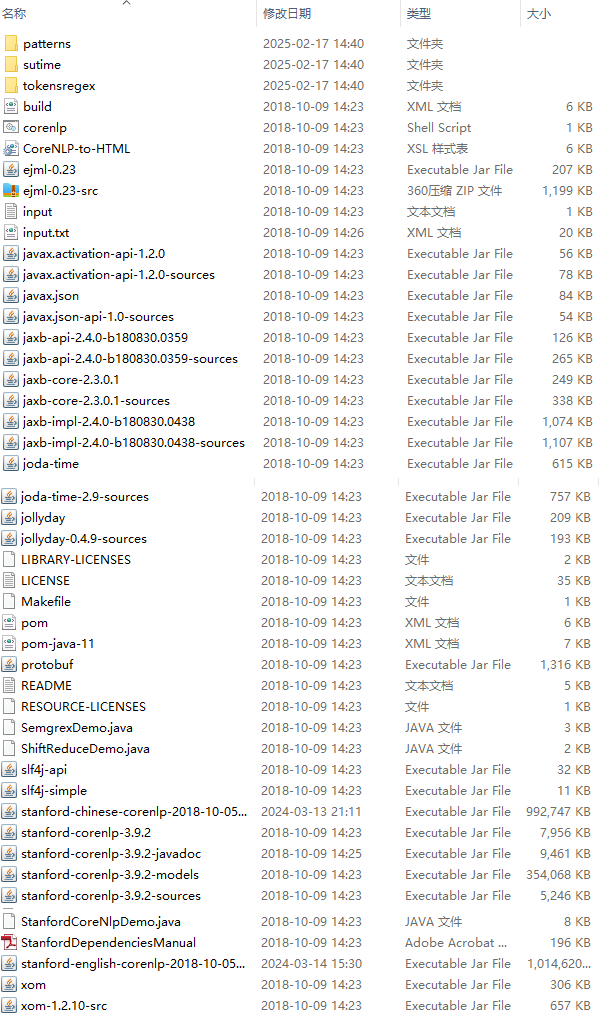 名称 修改日期 类型 大小
patterns 2025-02-17 14:40 文件夹
sutime 2025-02-17 14:40 文件夹
tokensregex 2025-02-17 14:40 文件夹
build 2018-10-09 14:23 XML 文档 6 KB
corenlp 2018-10-09 14:23 Shell Script 1 KB
CoreNLP-to-HTML 2018-10-09 14:23 XSL 样式表 6 KB
ejml-0.23 2018-10-09 14:23 Executable Jar File 207 KB
ejml-0.23-src 2018-10-09 14:23 360压缩 ZIP 文件 1,199 KB
input 2018-10-09 14:23 文本文档 1 KB
input.txt 2018-10-09 14:26 XML 文档 20 KB
javax.activation-api-1.2.0 2018-10-09 14:23 Executable Jar File 56 KB
javax.activation-api-1.2.0-sources 2018-10-09 14:23 Executable Jar File 78 KB
javax.json 2018-10-09 14:23 Executable Jar File 84 KB
javax.json-api-1.0-sources 2018-10-09 14:23 Executable Jar File 54 KB
jaxb-api-2.4.0-b180830.0359 2018-10-09 14:23 Executable Jar File 126 KB
jaxb-api-2.4.0-b180830.0359-sources 2018-10-09 14:23 Executable Jar File 265 KB
jaxb-core-2.3.0.1 2018-10-09 14:23 Executable Jar File 249 KB
jaxb-core-2.3.0.1-sources 2018-10-09 14:23 Executable Jar File 338 KB
jaxb-impl-2.4.0-b180830.0438 2018-10-09 14:23 Executable Jar File 1,074 KB
jaxb-impl-2.4.0-b180830.0438-sources 2018-10-09 14:23 Executable Jar File 1,107 KB
joda-time 2018-10-09 14:23 Executable Jar File 615 KB
joda-time-2.9-sources 2018-10-09 14:23 Executable Jar File 757 KB
jollyday 2018-10-09 14:23 Executable Jar File 209 KB
jollyday-0.4.9-sources 2018-10-09 14:23 Executable Jar File 193 KB
LIBRARY-LICENSES 2018-10-09 14:23 文件 2 KB
LICENSE 2018-10-09 14:23 文本文档 35 KB
Makefile 2018-10-09 14:23 文件 1 KB
pom 2018-10-09 14:23 XML 文档 6 KB
pom-java-11 2018-10-09 14:23 XML 文档 7 KB
protobuf 2018-10-09 14:23 Executable Jar File 1,316 KB
README 2018-10-09 14:23 文本文档 5 KB
RESOURCE-LICENSES 2018-10-09 14:23 文件 1 KB
SemgrexDemo.java 2018-10-09 14:23 JAVA 文件 3 KB
ShiftReduceDemo.java 2018-10-09 14:23 JAVA 文件 2 KB
slf4j-api 2018-10-09 14:23 Executable Jar File 32 KB
slf4j-simple 2018-10-09 14:23 Executable Jar File 11 KB
stanford-chinese-corenlp-2018-10-05... 2024-03-13 21:11 Executable Jar File 992,747 KB
stanford-corenlp-3.9.2 2018-10-09 14:23 Executable Jar File 7,956 KB
stanford-corenlp-3.9.2-javadoc 2018-10-09 14:25 Executable Jar File 9,461 KB
stanford-corenlp-3.9.2-models 2018-10-09 14:23 Executable Jar File 354,068 KB
stanford-corenlp-3.9.2-sources 2018-10-09 14:23 Executable Jar File 5,246 KB
StanfordCoreNlpDemo.java 2018-10-09 14:23 JAVA 文件 8 KB
StanfordDependenciesManual 2018-10-09 14:23 Adobe Acrobat ... 196 KB
stanford-english-corenlp-2018-10-05... 2024-03-14 15:30 Executable Jar File 1,014,620...
xom 2018-10-09 14:23 Executable Jar File 306 KB
xom-1.2.10-src 2018-10-09 14:23 Executable Jar File 657 KB